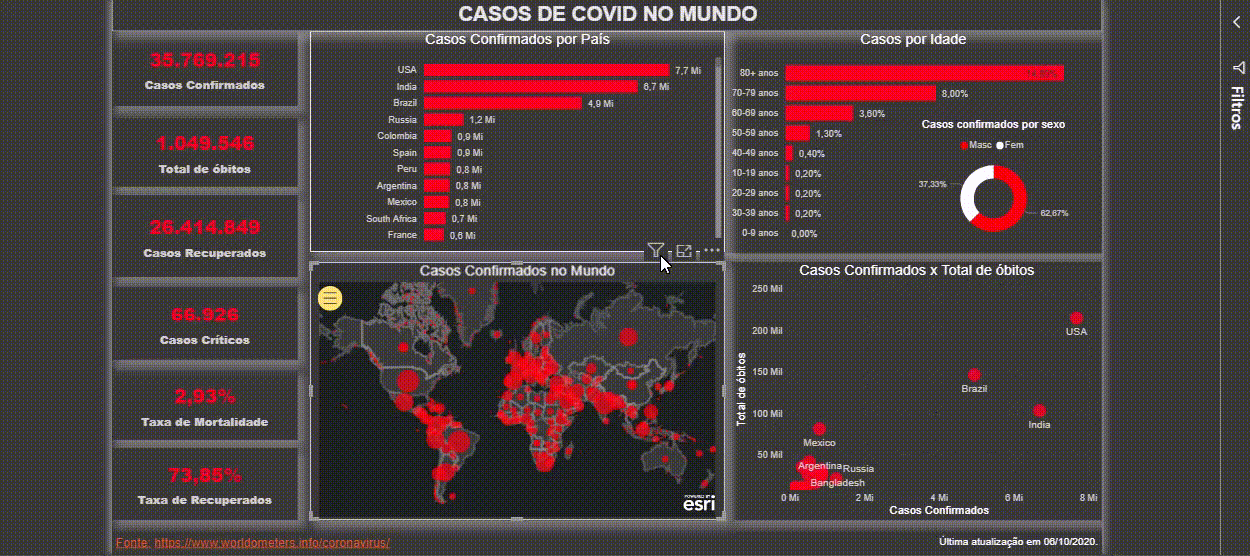 CASOS DE COVID NO MUNDO
35.769.215
Casos Confirmados
1.049.546
Total de óbitos
26.414.849
Casos Recuperados
66.926
Casos Críticos
2,93%
Taxa de Mortalidade
73,85%
Taxa de Recuperados
Casos Confirmados por País
USA 7,7 Mi
India 6,7 Mi
Brazil 4,9 Mi
Russia 1,2 Mi
Colombia 0,9 Mi
Spain 0,9 Mi
Peru 0,8 Mi
Argentina 0,8 Mi
Mexico 0,8 Mi
South Africa 0,7 Mi
France 0,6 Mi
Casos por Idade
80+ anos
70-79 anos 8,00%
60-69 anos 3,60%
50-59 anos 1,30%
40-49 anos 0,40%
10-19 anos 0,20%
20-29 anos 0,20%
30-39 anos 0,20%
0-9 anos 0,00%
Casos confirmados por sexo
Masc Fem
37,33%
62,67%
Casos Confirmados no Mundo
POWERED BY
esri
Casos Confirmados x Total de óbitos
Total de óbitos
250 Mil
200 Mil
150 Mil
100 Mil
50 Mil
USA
Brazil
India
Mexico
Argentina
Russia
Bangladesh
0 Mi 2 Mi 4 Mi 6 Mi 8 Mi
Casos Confirmados
Fonte: https://www.worldometers.info/coronavirus/
Última atualização em 06/10/2020.
Filtros